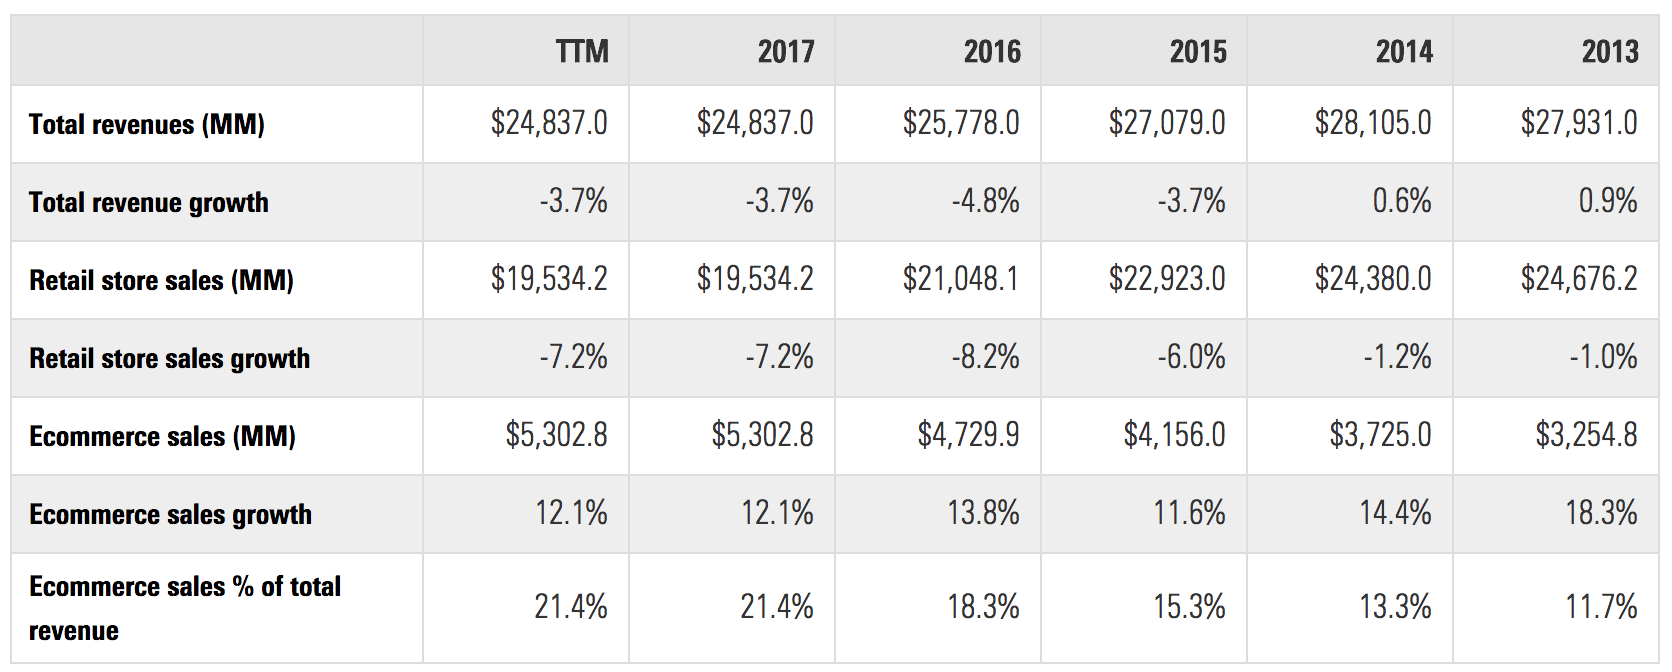 TTM 2017 2016 2015 2014 2013
Total revenues (MM) $24,837.0 $24,837.0 $25,778.0 $27,079.0 $28,105.0 $27,931.0
Total revenue growth -3.7% -3.7% -4.8% -3.7% 0.6% 0.9%
Retail store sales (MM) $19,534.2 $19,534.2 $21,048.1 $22,923.0 $24,380.0 $24,676.2
Retail store sales growth -7.2% -7.2% -8.2% -6.0% -1.2% -1.0%
Ecommerce sales (MM) $5,302.8 $5,302.8 $4,729.9 $4,156.0 $3,725.0 $3,254.8
Ecommerce sales growth 12.1% 12.1% 13.8% 11.6% 14.4% 18.3%
Ecommerce sales % of total
revenue 21.4% 21.4% 18.3% 15.3% 13.3% 11.7%